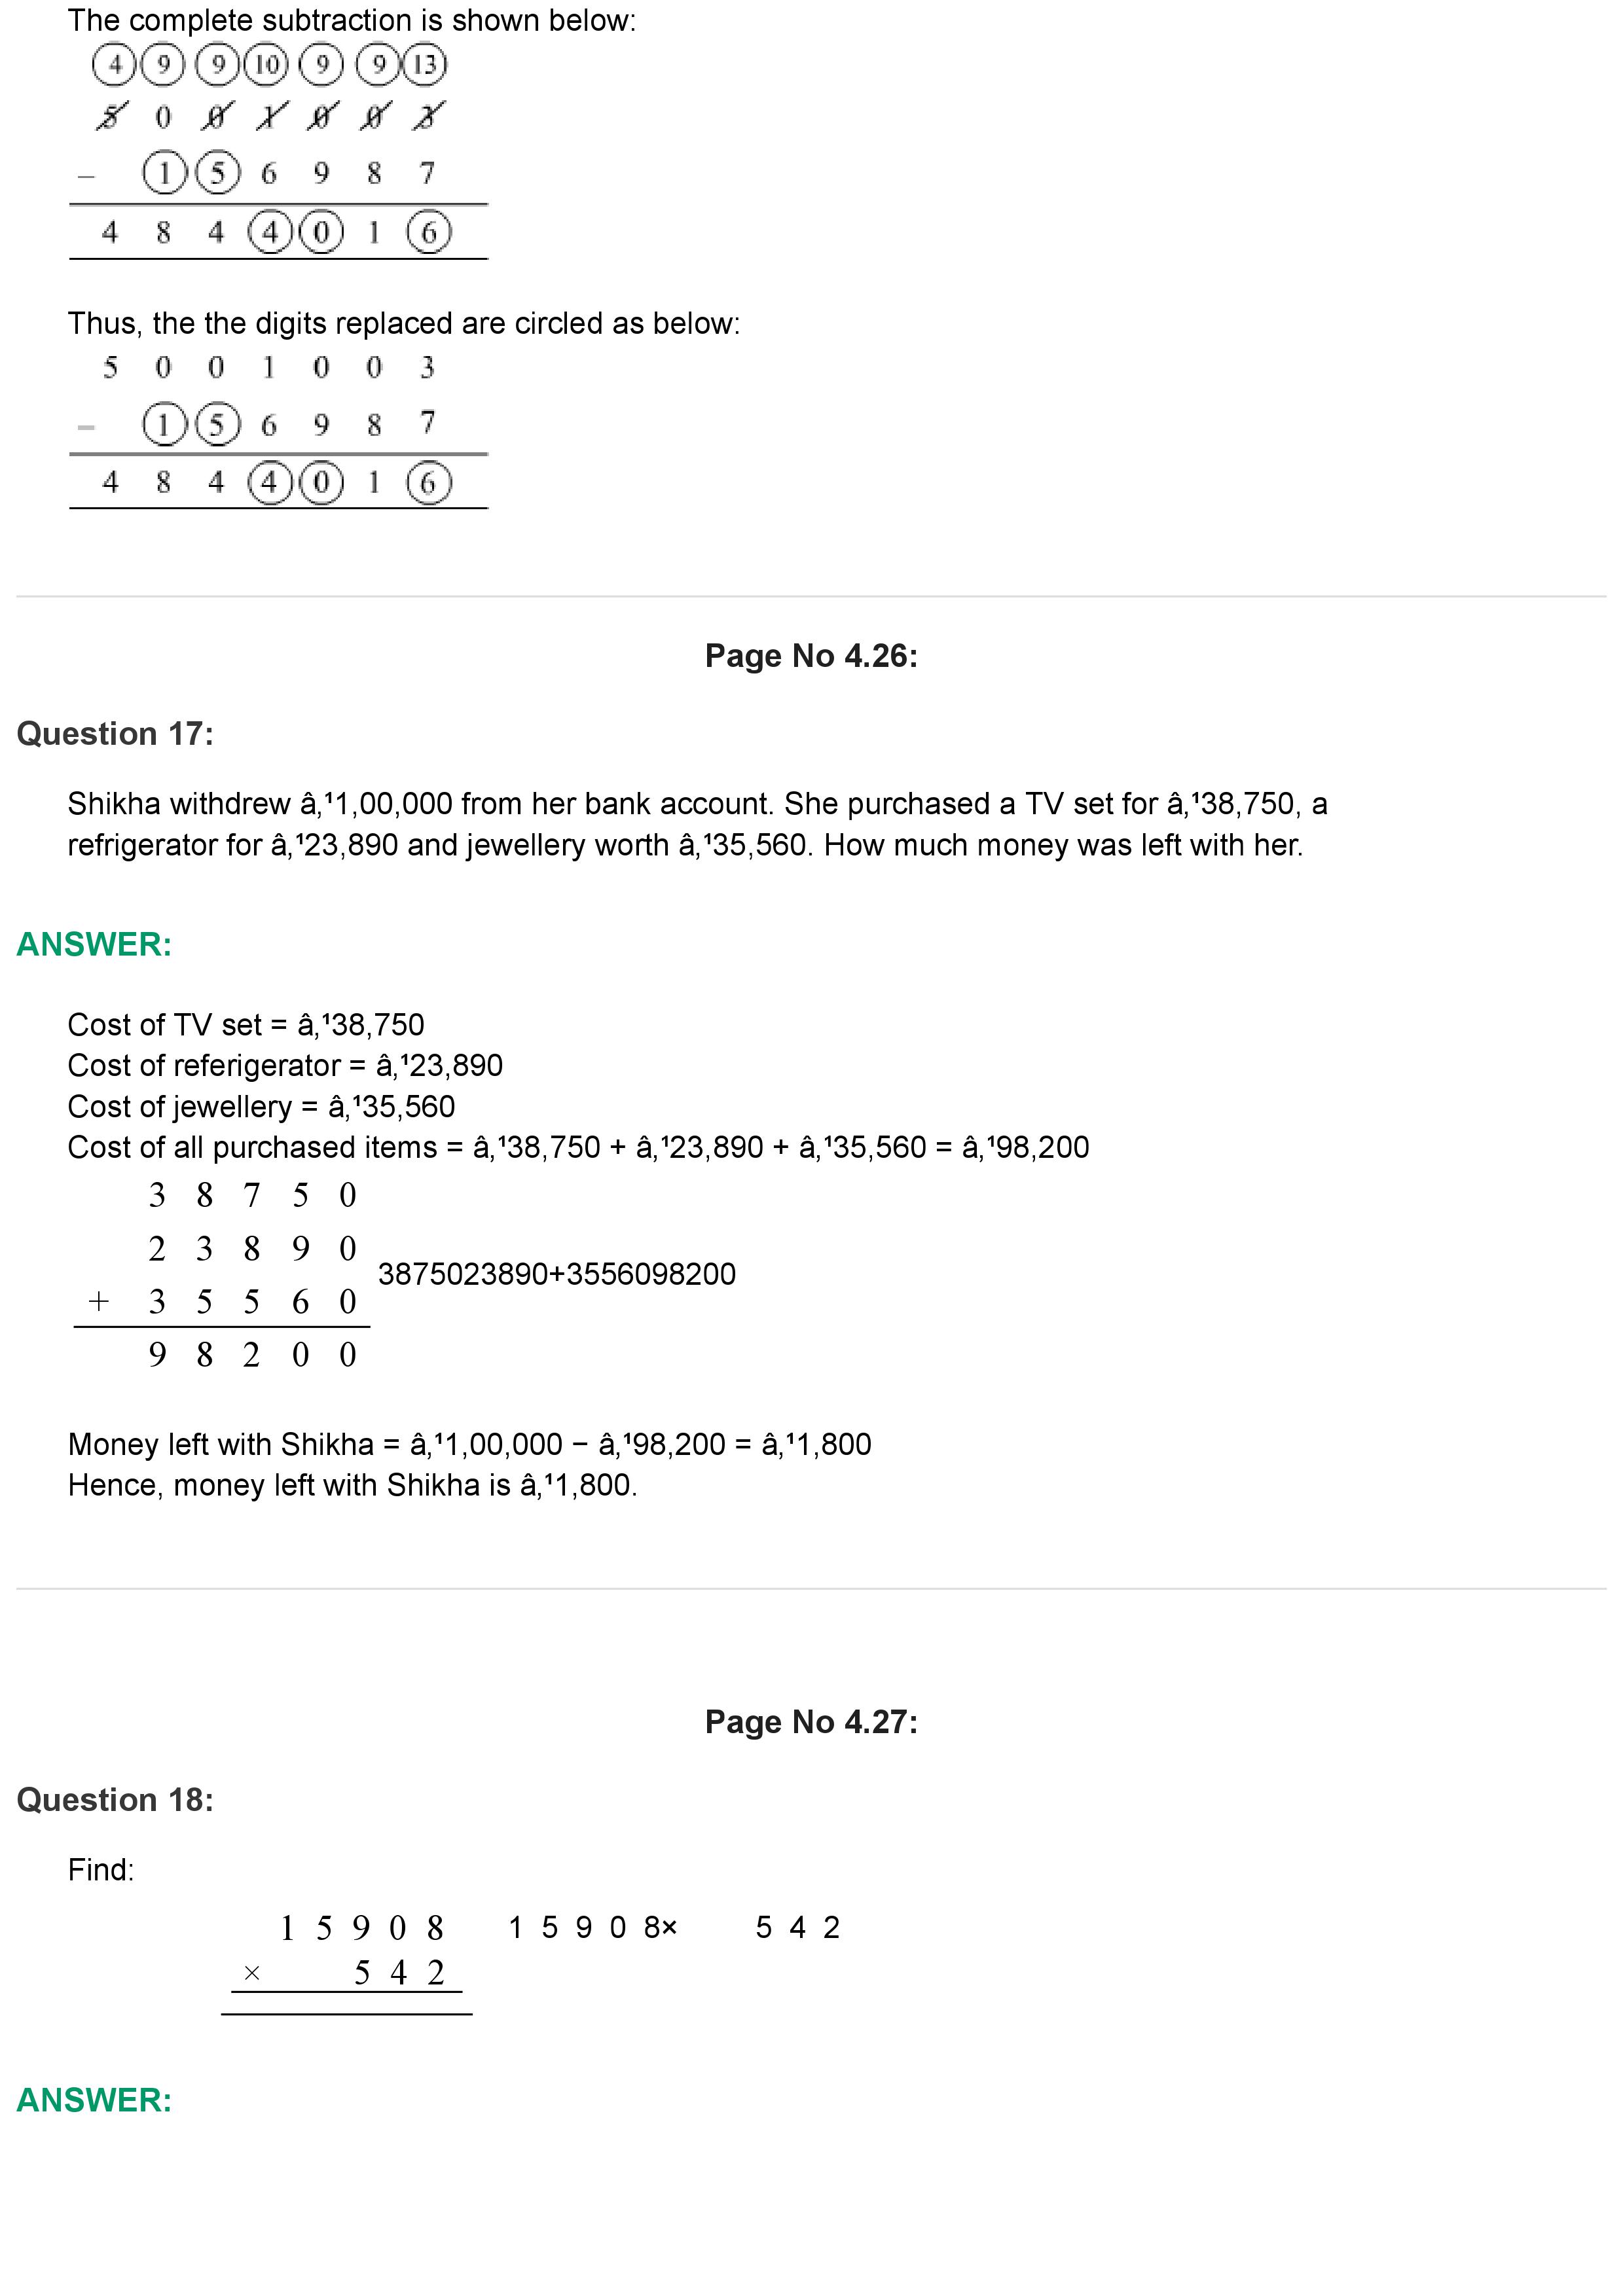 The complete subtraction is shown below:
4 9 9 10 9 9 13
5 0 0 1 0 0 3
− 1 5 6 9 8 7
4 8 4 4 0 1 6
Thus, the the digits replaced are circled as below:
5 0 0 1 0 0 3
− 1 5 6 9 8 7
4 8 4 4 0 1 6
Page No 4.26:
Question 17:
Shikha withdrew â‚¹1,00,000 from her bank account. She purchased a TV set for â‚¹38,750, a
refrigerator for â‚¹23,890 and jewellery worth â‚¹35,560. How much money was left with her.
ANSWER:
Cost of TV set = â‚¹38,750
Cost of referigerator = â‚¹23,890
Cost of jewellery = â‚¹35,560
Cost of all purchased items = â‚¹38,750 + â‚¹23,890 + â‚¹35,560 = â‚¹98,200
3 8 7 5 0
2 3 8 9 0
3875023890+3556098200
+ 3 5 5 6 0
9 8 2 0 0
Money left with Shikha = â‚¹1,00,000 − â‚¹98,200 = â‚¹1,800
Hence, money left with Shikha is â‚¹1,800.
Page No 4.27:
Question 18:
Find:
1 5 9 0 8 1 5 9 0 8× 5 4 2
× 5 4 2
ANSWER: